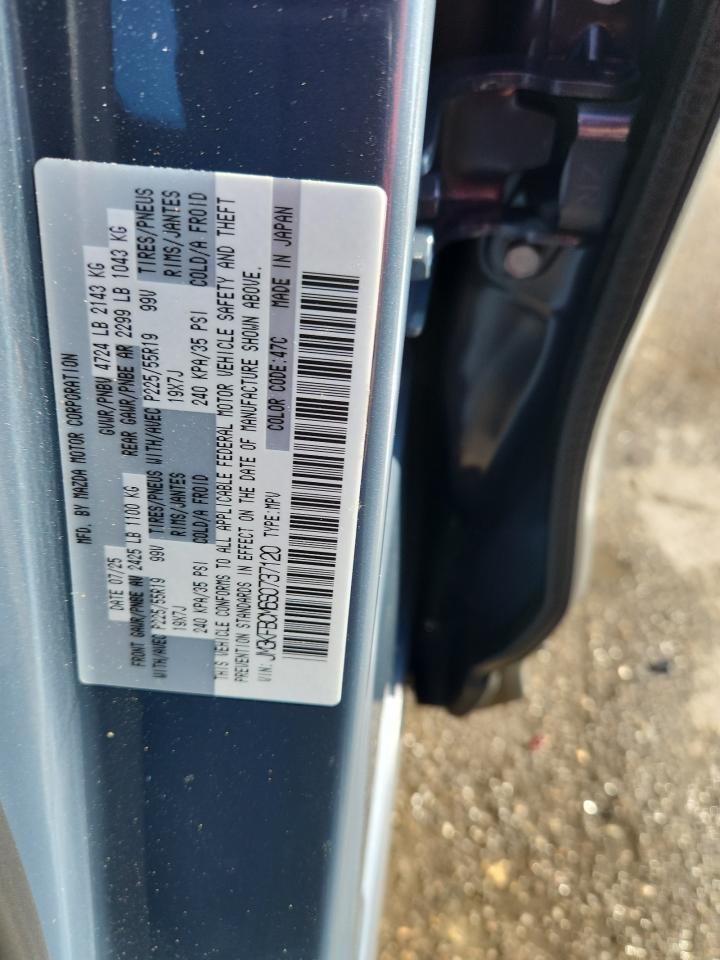 MFD. BY MAZDA MOTOR CORPORATION
DATE 07/25 GVWR/PNBV 4724 LB 2143 KG
FRONT GAWR/PNBE AV 2425 LB 1100 KG REAR GAWR/PNBE AR 2299 LB 1043 KG
WITH/AVEC P225/55R19 99V TIRES/PNEUS WITH/AVEC P225/55R19 99V TIRES/PNEUS
19X7J RIMS/JANTES 19X7J RIMS/JANTES
240 KPA/35 PSI COLD/A FROID 240 KPA/35 PSI COLD/A FROID
THIS VEHICLE CONFORMS TO ALL APPLICABLE FEDERAL MOTOR VEHICLE SAFETY AND THEFT
PREVENTION STANDARDS IN EFFECT ON THE DATE OF MANUFACTURE SHOWN ABOVE.
VIN: JM3KFBCM6S0737120 TYPE:MPV COLOR CODE:47C MADE IN JAPAN